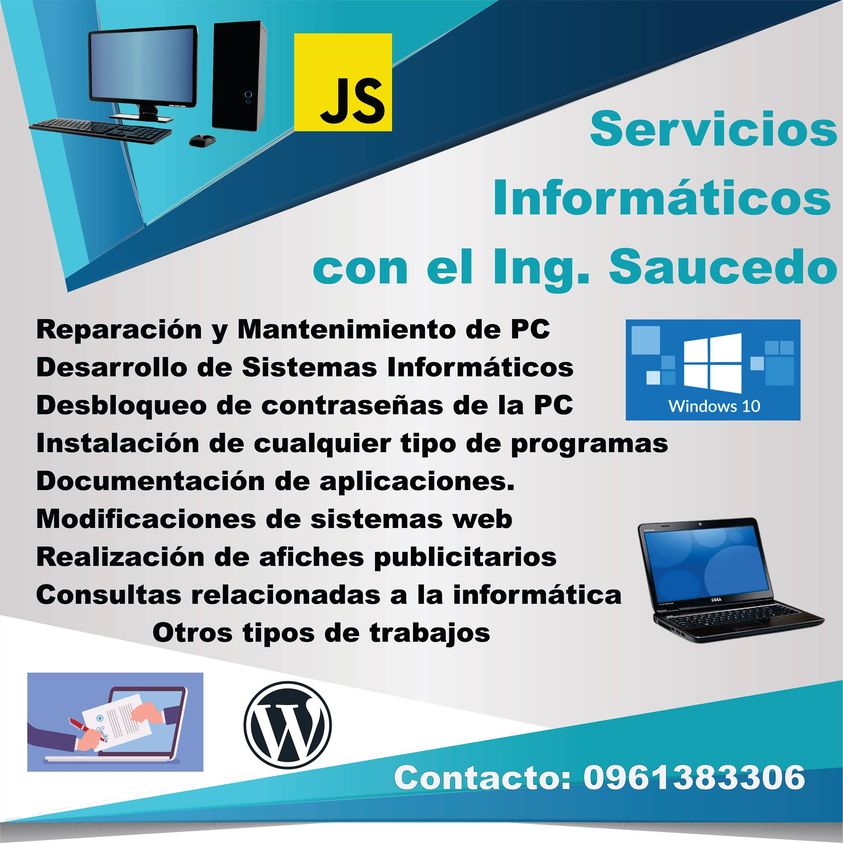 JS
Servicios
Informáticos
con el Ing. Saucedo
Reparación y Mantenimiento de PC
Desarrollo de Sistemas Informáticos
Desbloqueo de contraseñas de la PC
Windows 10
Instalación de cualquier tipo de programas
Documentación de aplicaciones.
Modificaciones de sistemas web
Realización de afiches publicitarios
Consultas relacionadas a la informática
Otros tipos de trabajos
DELL
W
Contacto: 0961383306